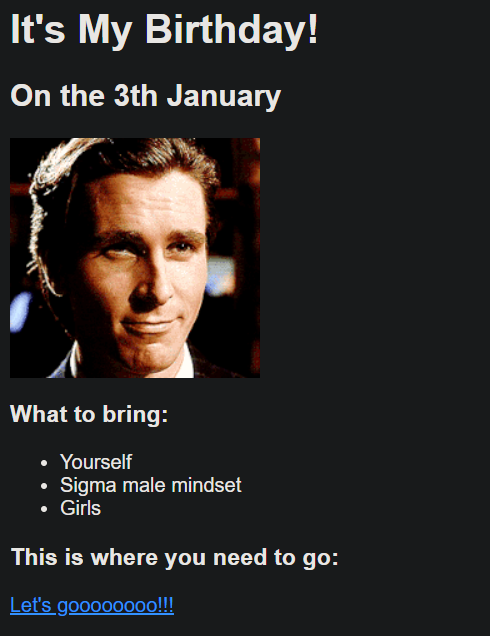 It's My Birthday!
On the 3th January
What to bring:
Yourself
Sigma male mindset
Girls
This is where you need to go:
Let's goooooooo!!!